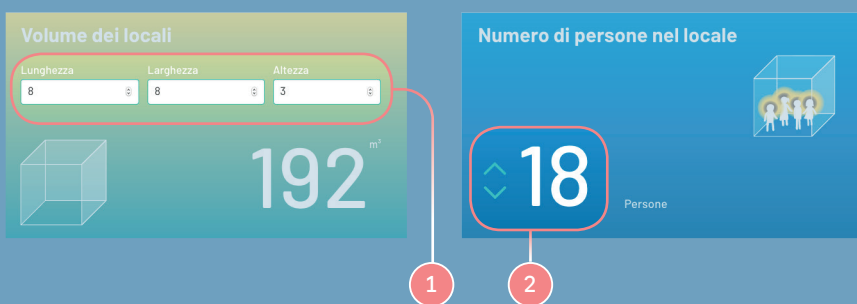 Volume dei locali
Lunghezza Larghezza Altezza
8 8 3
192 m³
Numero di persone nel locale
18 Persone
1 2